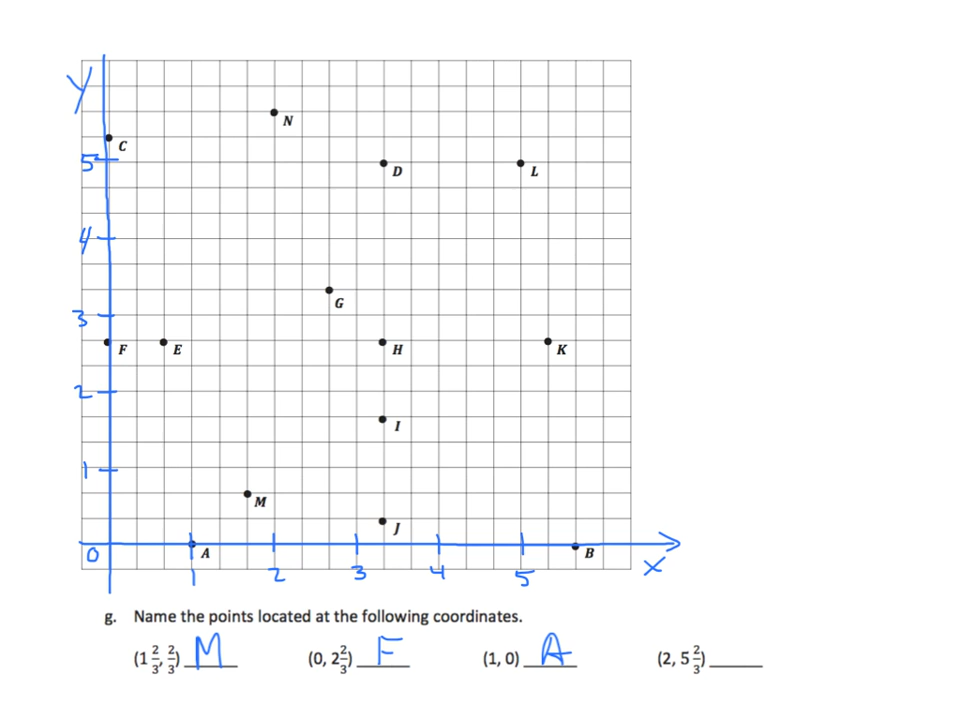 Y
N
C
5
D
L
4
G
3
F
E
H
K
2
I
1
M
J
0
A
B
1 2 3 4 5 X
g. Name the points located at the following coordinates.
(1 2/3, 2/3) M (0, 2 2/3) F (1, 0) A (2, 5 2/3) ____